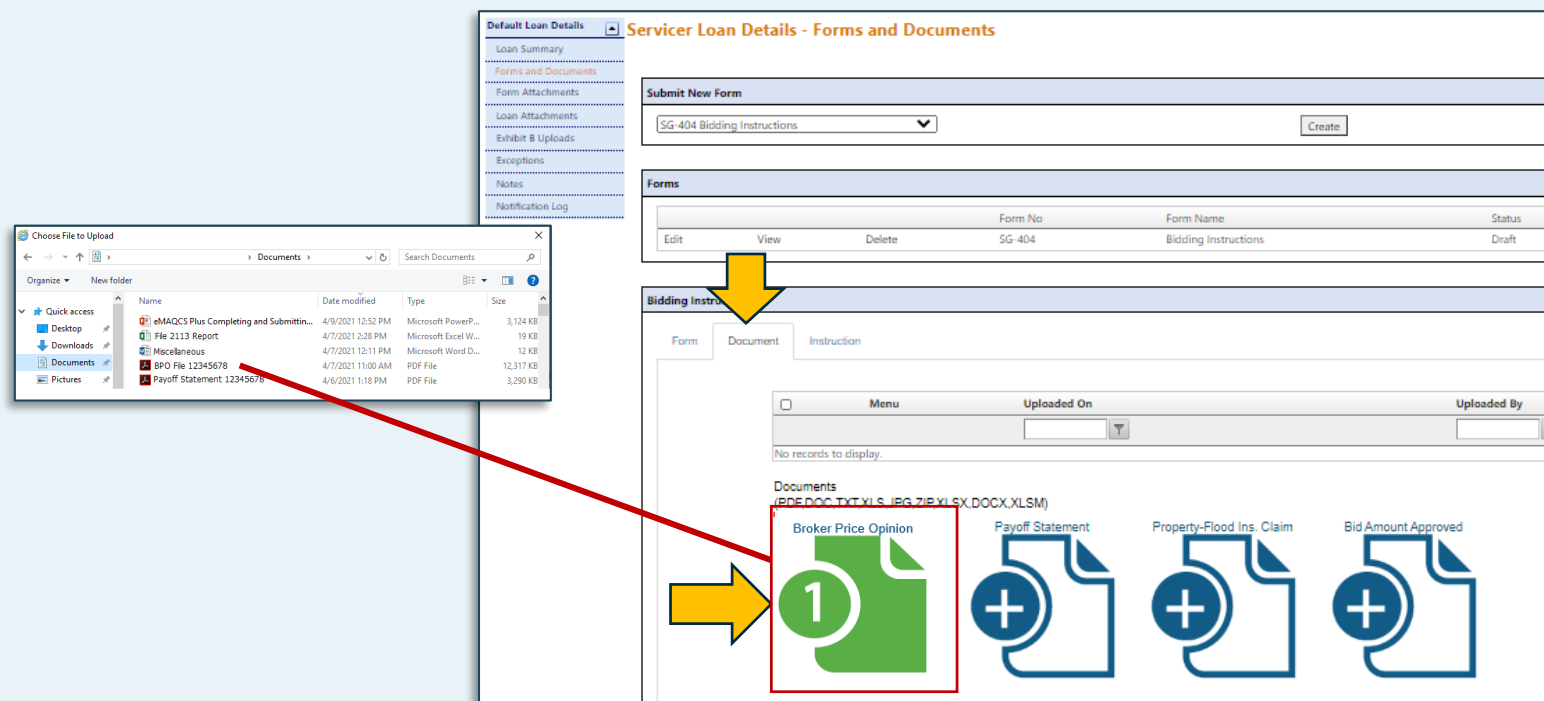 Default Loan Details
Loan Summary
Forms and Documents
Form Attachments
Loan Attachments
Exhibit B Uploads
Exceptions
Notes
Notification Log
Servicer Loan Details - Forms and Documents
Submit New Form
SG-404 Bidding Instructions
Create
Forms
Form No Form Name Status
Edit View Delete SG-404 Bidding Instructions Draft
Choose File to Upload
Documents
Search Documents
Organize New folder
Quick access
Desktop
Downloads
Documents
Pictures
Name Date modified Type Size
eMAQCS Plus Completing and Submittin... 4/9/2021 12:52 PM Microsoft PowerP... 3,124 KB
File 2113 Report 4/7/2021 2:28 PM Microsoft Excel W... 19 KB
Miscellaneous 4/7/2021 12:11 PM Microsoft Word D... 12 KB
BPO File 12345678 4/7/2021 11:00 AM PDF File 12,317 KB
Payoff Statement 12345678 4/6/2021 1:18 PM PDF File 3,290 KB
Bidding Instru
Form Document Instruction
Menu Uploaded On Uploaded By
No records to display.
Documents
(PDF,DOC,TXT,XLS,JPG,ZIP,XLSX,DOCX,XLSM)
Broker Price Opinion Payoff Statement Property-Flood Ins. Claim Bid Amount Approved
1